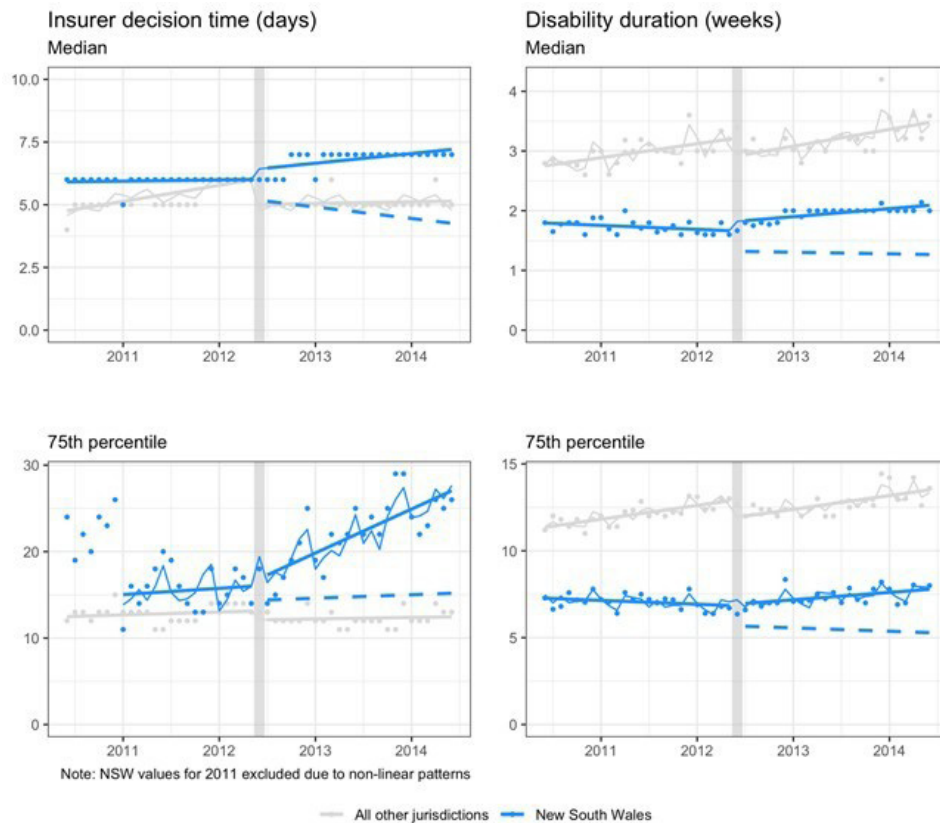 Insurer decision time (days)
Median
10.0
7.5
5.0
2.5
0.0
2011 2012 2013 2014
Disability duration (weeks)
Median
4
3
2
1
0
2011 2012 2013 2014
75th percentile
30
20
10
0
2011 2012 2013 2014
Note: NSW values for 2011 excluded due to non-linear patterns
75th percentile
15
10
5
0
2011 2012 2013 2014
All other jurisdictions New South Wales